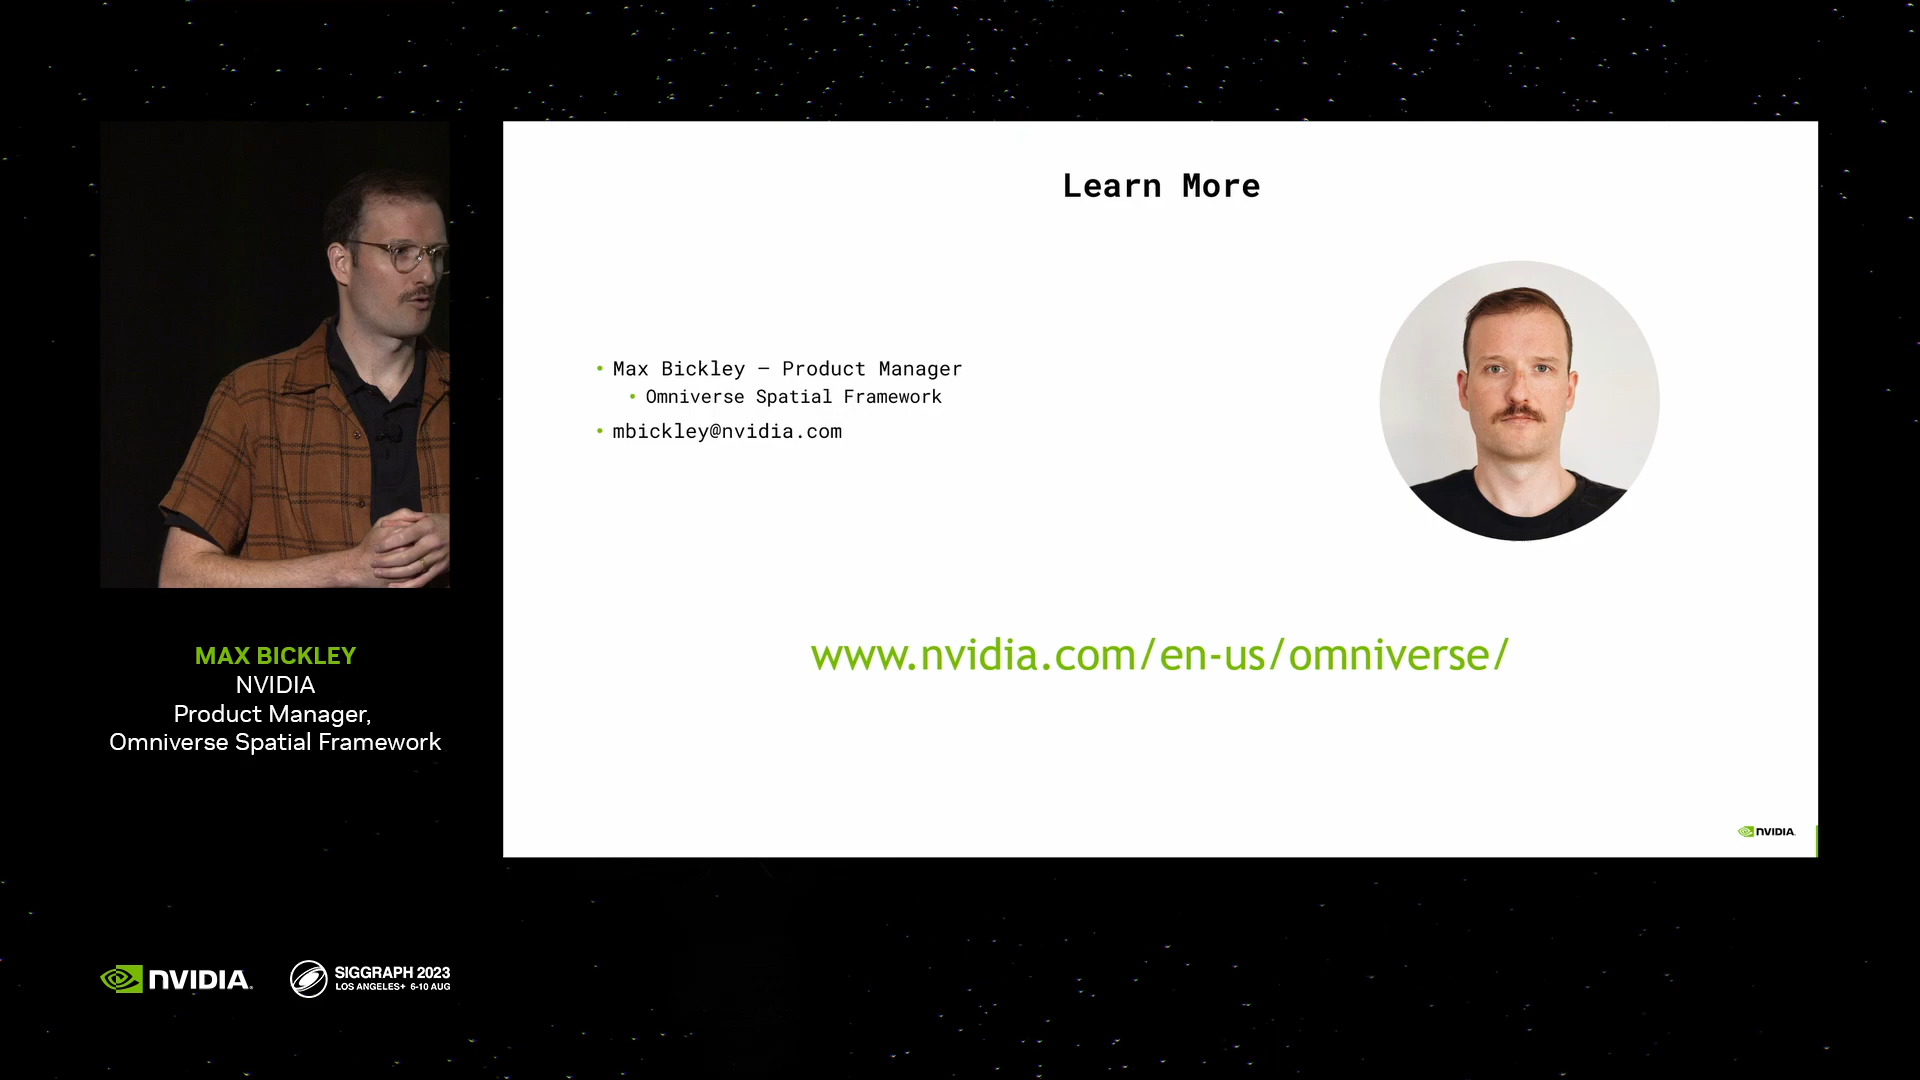 Learn More
• Max Bickley – Product Manager
• Omniverse Spatial Framework
• mbickley@nvidia.com
www.nvidia.com/en-us/omniverse/
NVIDIA.
MAX BICKLEY
NVIDIA
Product Manager,
Omniverse Spatial Framework
NVIDIA.
SIGGRAPH 2023
LOS ANGELES+ 6-10 AUG